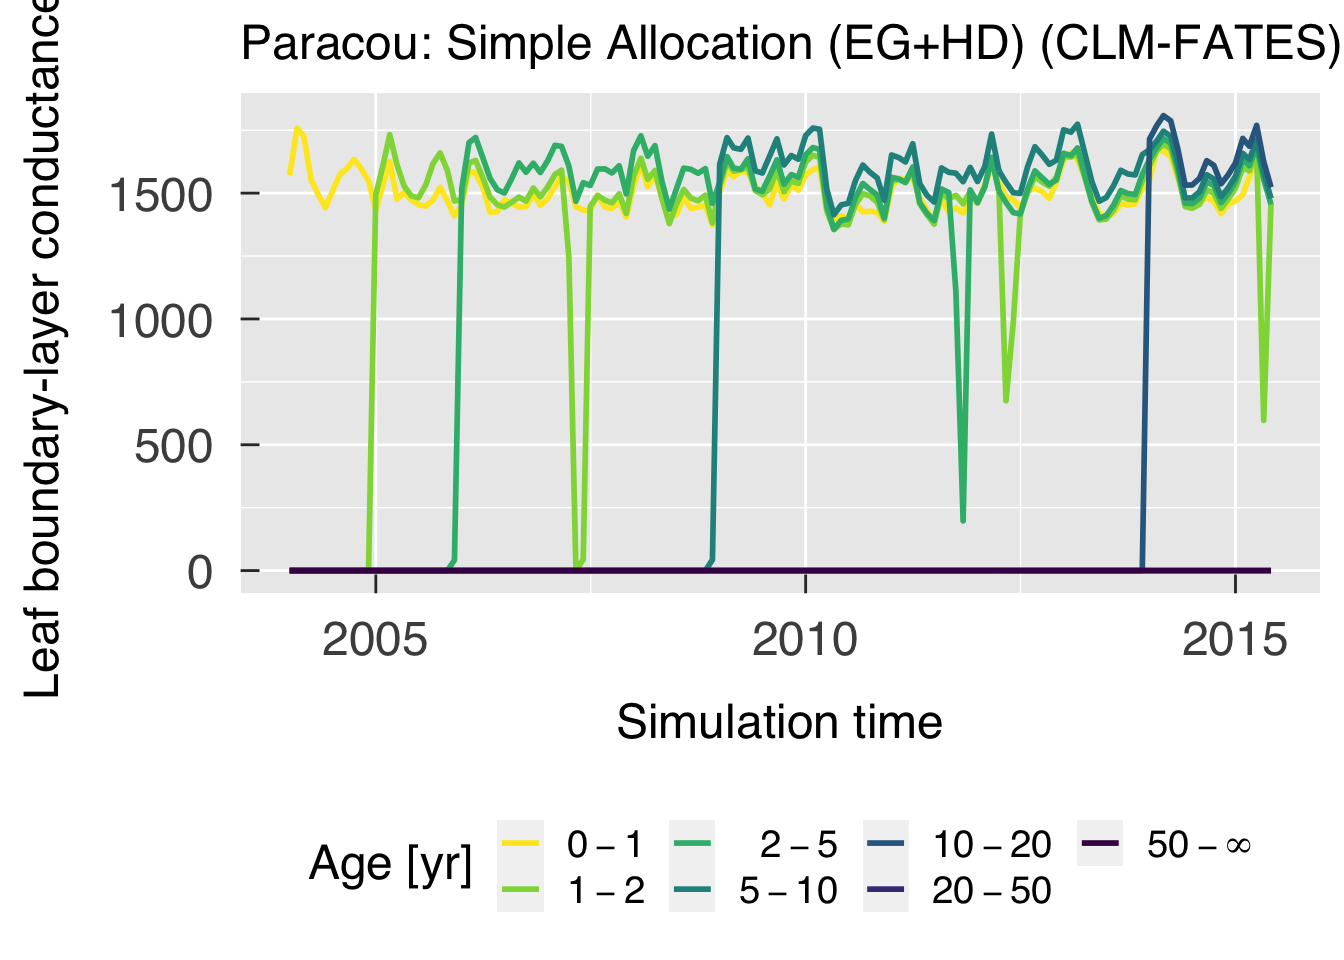 Paracou: Simple Allocation (EG+HD) (CLM-FATES)
Leaf boundary-layer conductance
1500
1000
500
0
2005 2010 2015
Simulation time
Age [yr]
0 – 1 2 – 5 10 – 20 50 – ∞
1 – 2 5 – 10 20 – 50